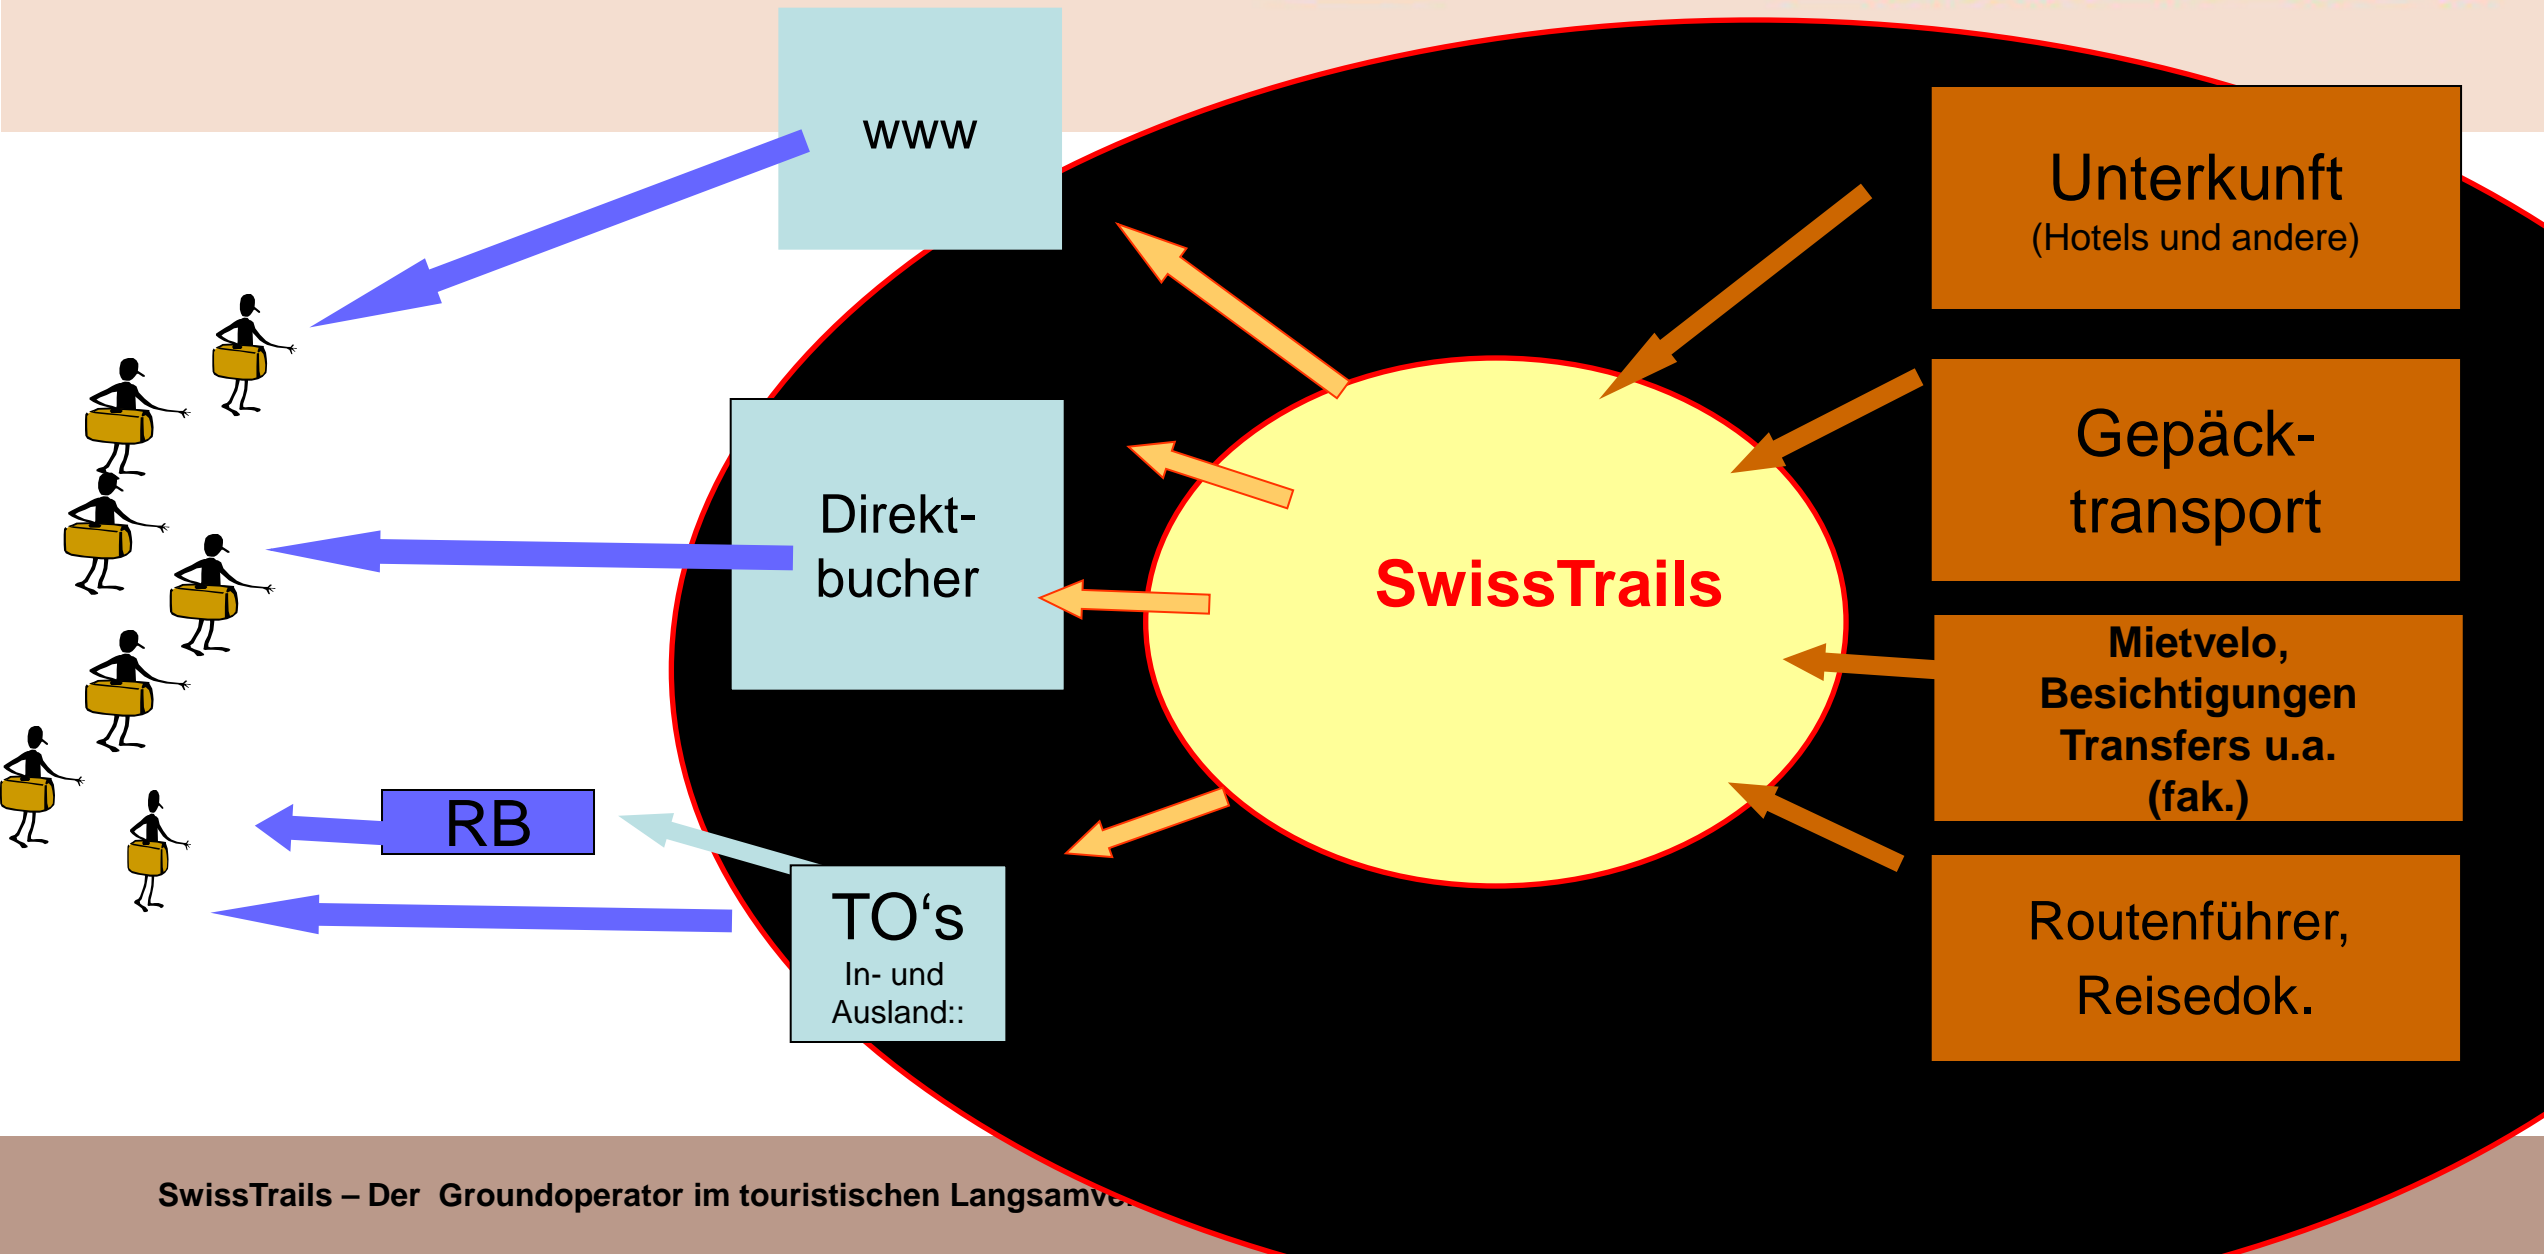 www
Unterkunft
(Hotels und andere)
Gepäck-
transport
Direkt-
bucher
SwissTrails
Mietvelo,
Besichtigungen
Transfers u.a.
(fak.)
RB
TO‘s
In- und
Ausland::
Routenführer,
Reisedok.
SwissTrails – Der  Groundoperator im touristischen